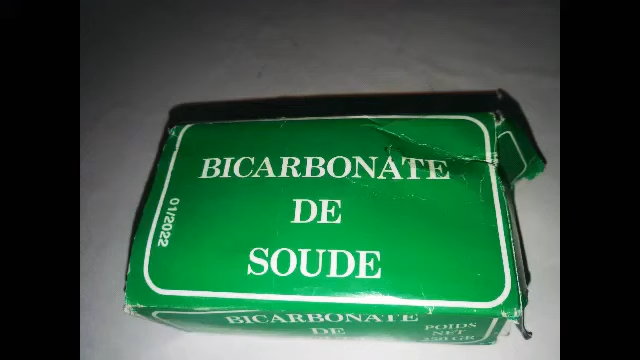 BICARBONATE
DE
SOUDE
01/2022
BICARBONATE
DE
POIDS
NET